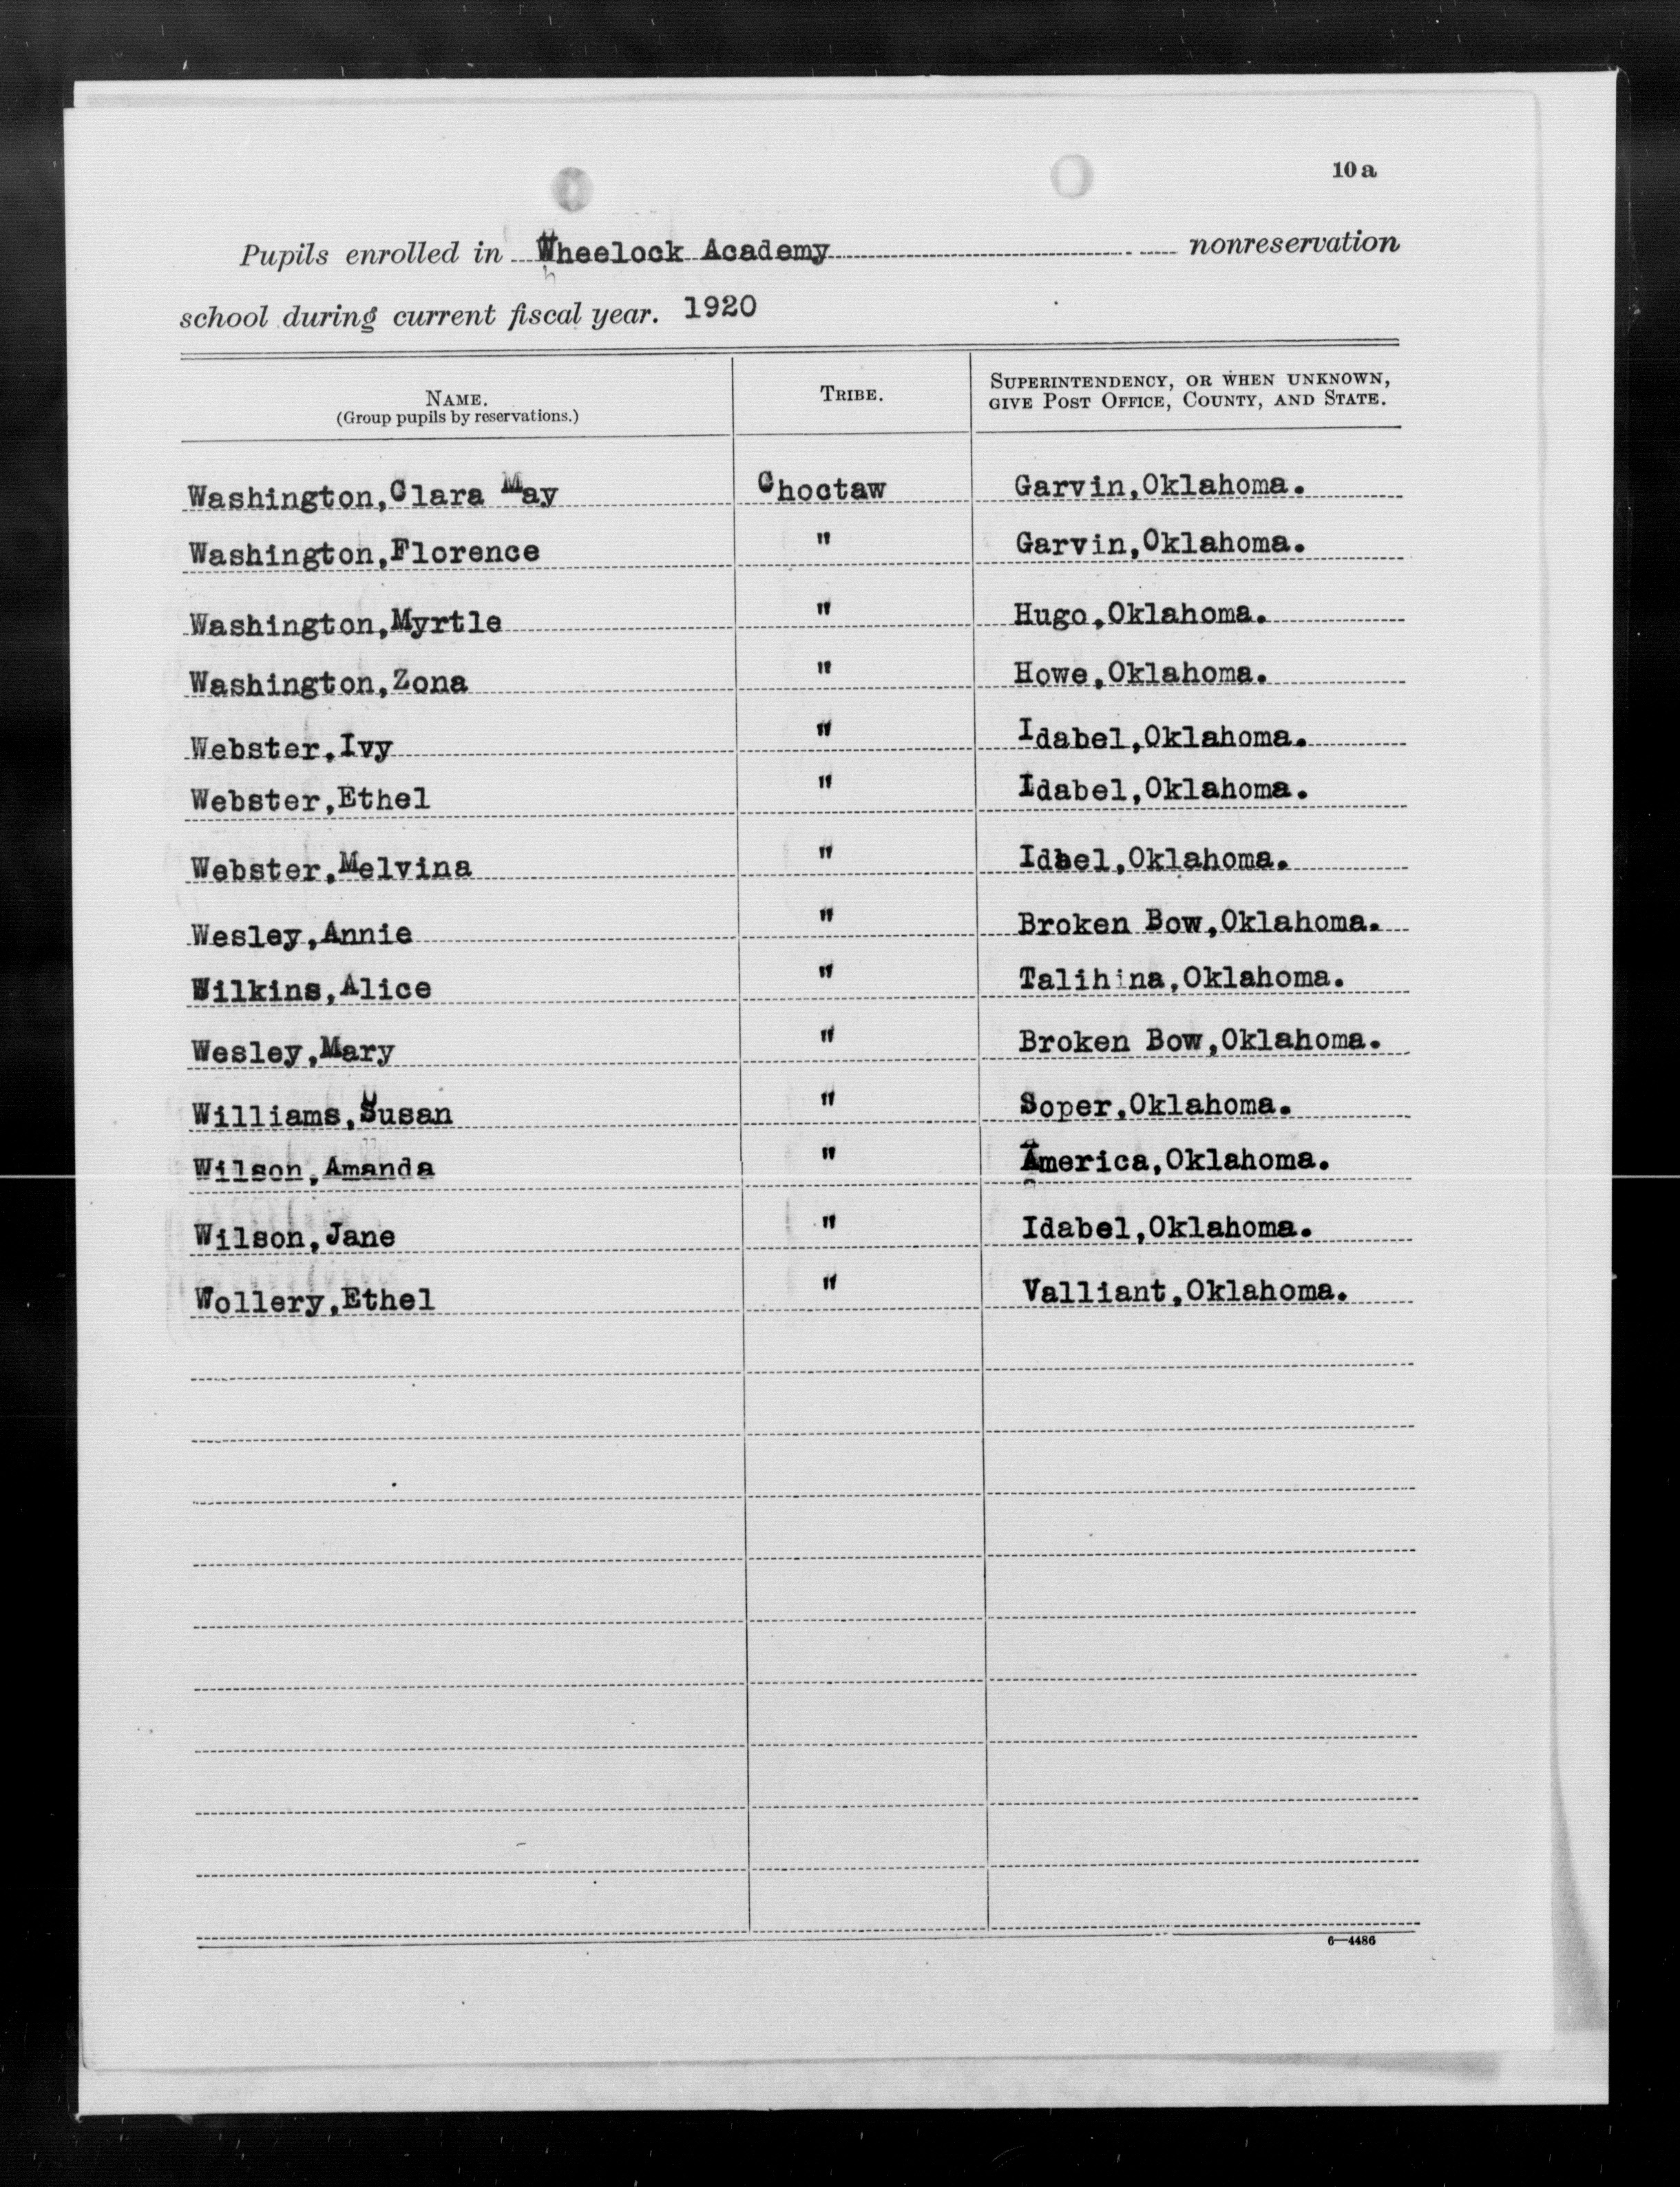 10a
Pupils enrolled in Wheelock Academy nonreservation
school during current fiscal year. 1920
NAME. TRIBE. SUPERINTENDENCY, OR WHEN UNKNOWN,
(Group pupils by reservations.) GIVE POST OFFICE, COUNTY, AND STATE.
Washington,Clara May Choctaw Garvin,Oklahoma.
Washington,Florence " Garvin,Oklahoma.
Washington,Myrtle " Hugo,Oklahoma.
Washington,Zona " Howe,Oklahoma.
Webster,Ivy " Idabel,Oklahoma.
Webster,Ethel " Idabel,Oklahoma.
Webster,Melvina " Idbel,Oklahoma.
Wesley,Annie " Broken Bow,Oklahoma.
Wilkins,Alice " Talihina,Oklahoma.
Wesley,Mary " Broken Bow,Oklahoma.
Williams,Susan " Soper,Oklahoma.
Wilson,Amanda " America,Oklahoma.
Wilson,Jane " Idabel,Oklahoma.
Wollery,Ethel " Valliant,Oklahoma.
6—4486